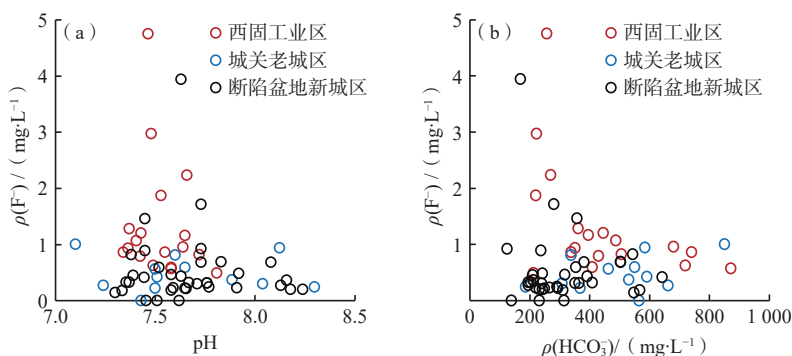 （a）
西固工业区
城关老城区
断陷盆地新城区
ρ(F⁻) /（mg·L⁻¹）
5
4
3
2
1
0
7.0 7.5 8.0 8.5
pH
（b）
西固工业区
城关老城区
断陷盆地新城区
ρ(F⁻) /（mg·L⁻¹）
5
4
3
2
1
0
0 200 400 600 800 1 000
ρ(HCO₃⁻)/（mg·L⁻¹）